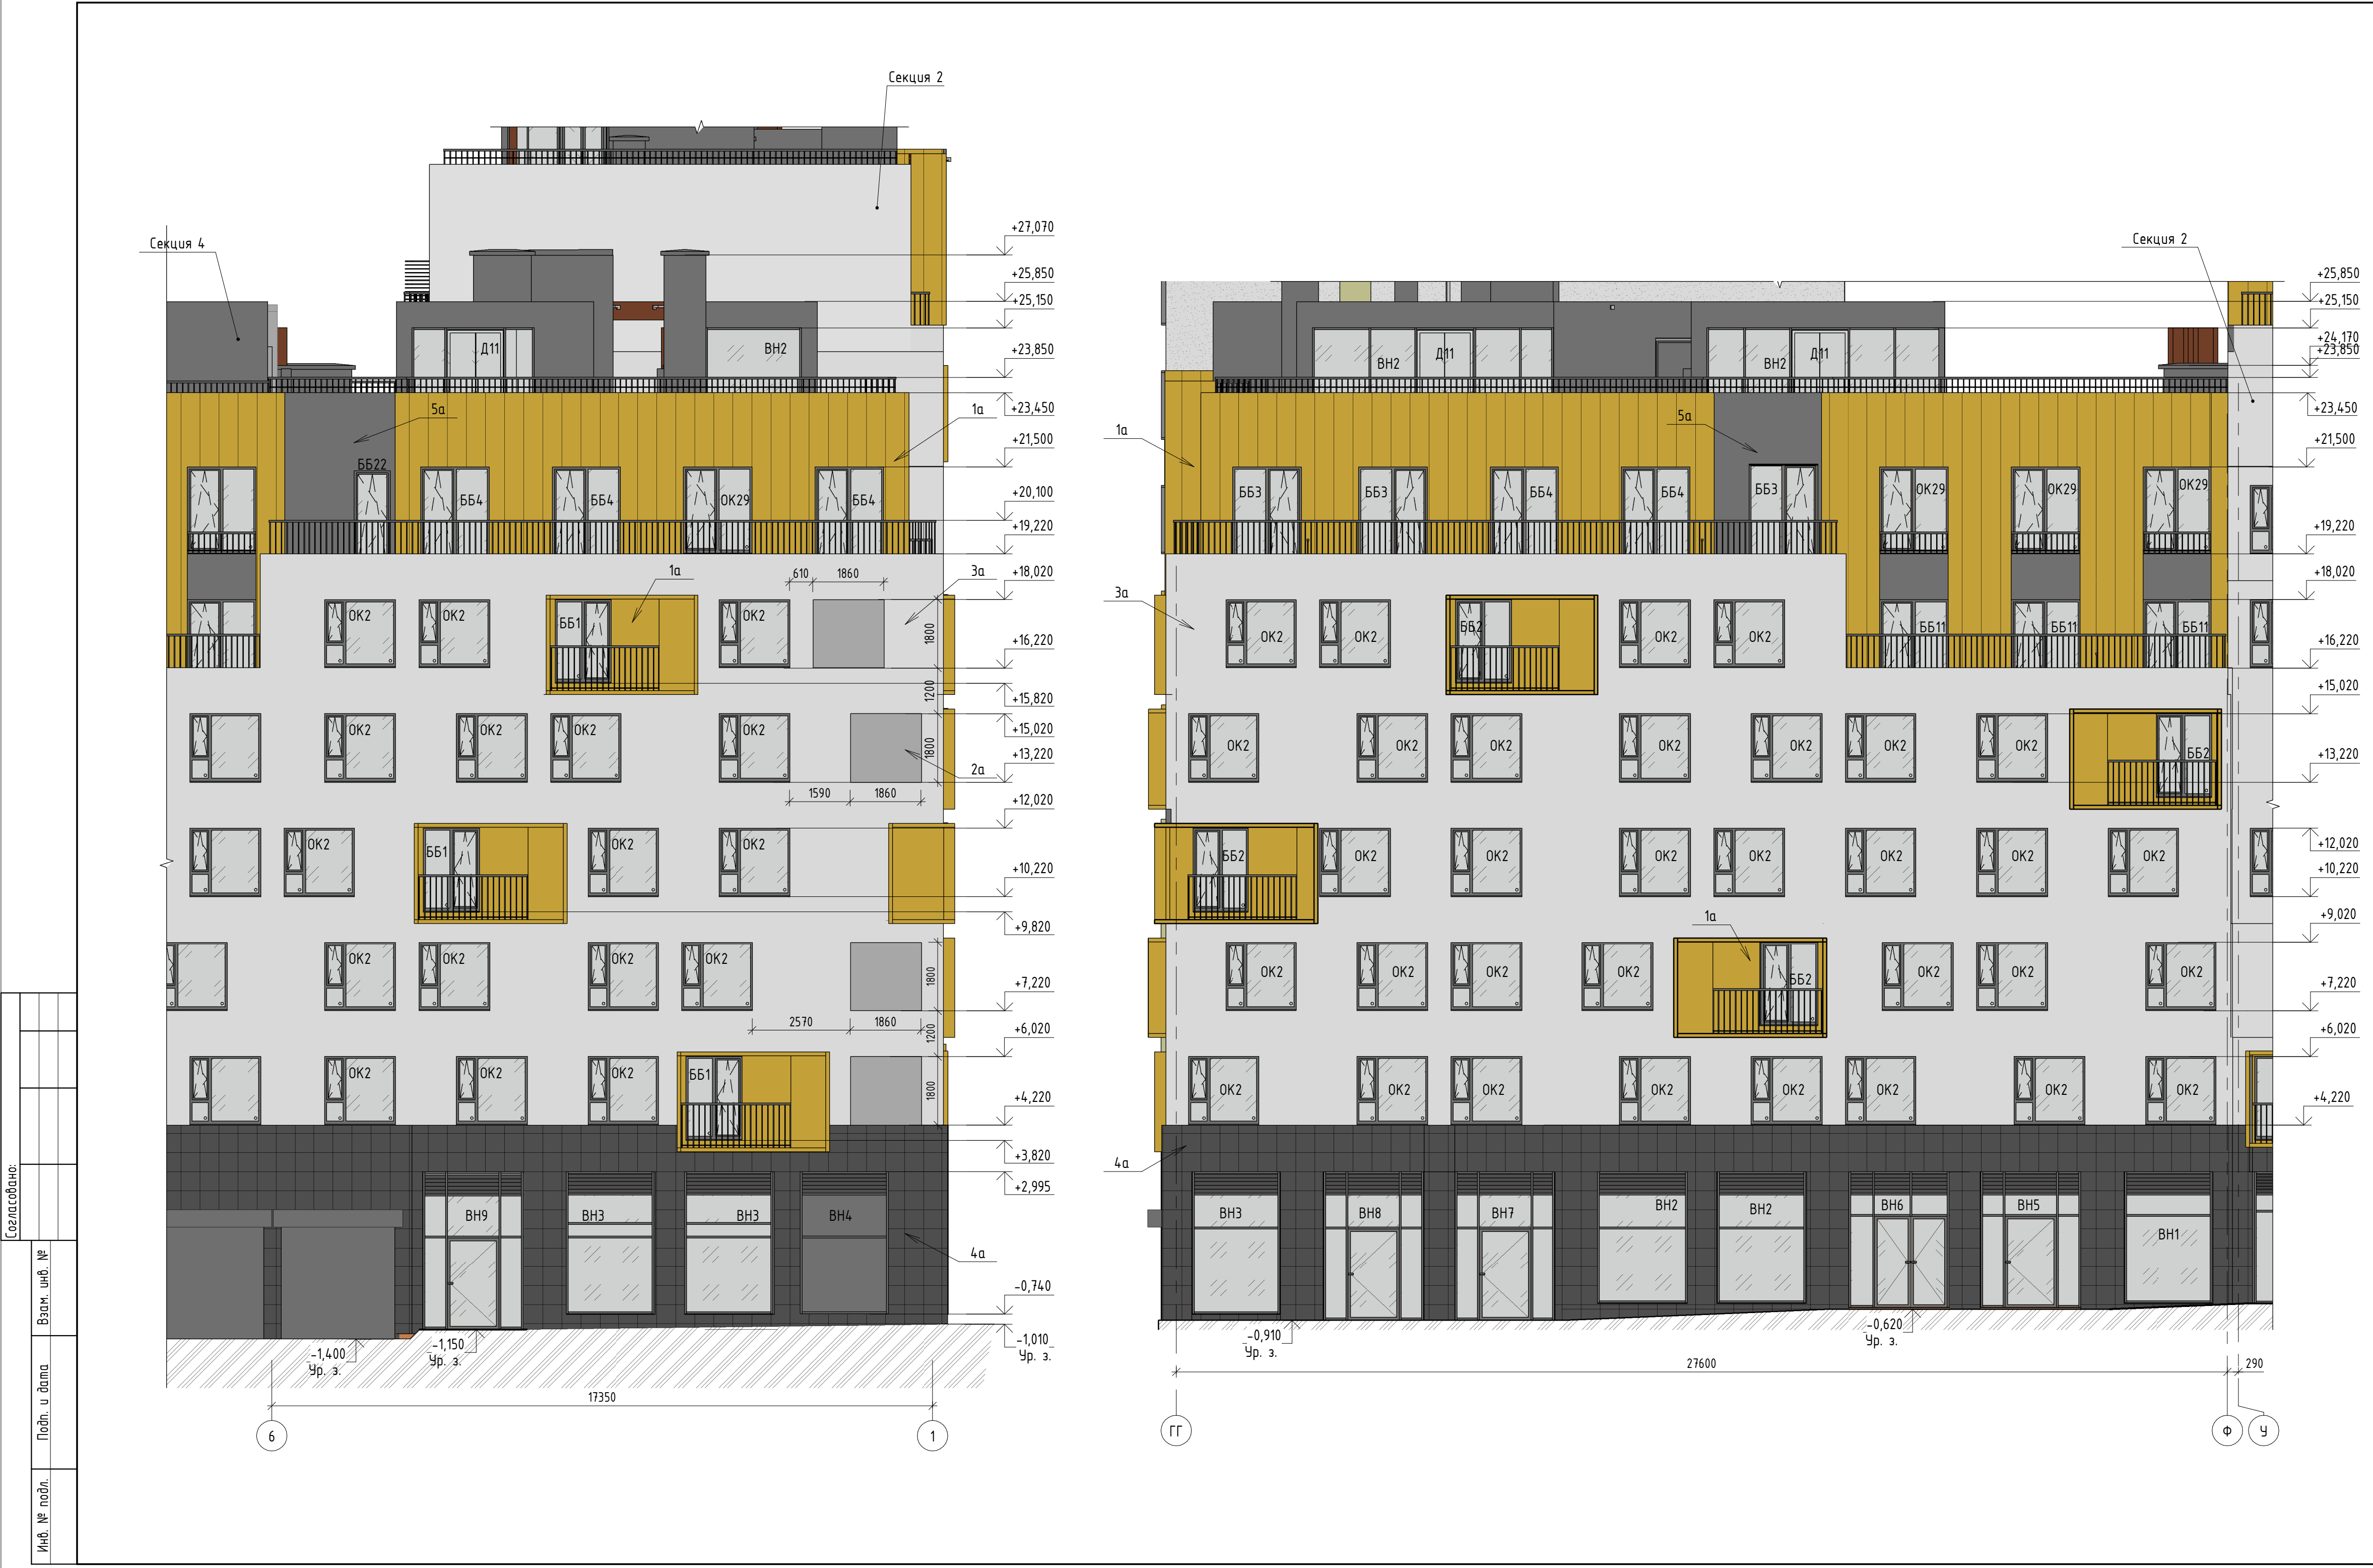 Секция 2
Секция 4
+27,070
+25,850
+25,150
+23,850
+23,450
+21,500
+20,100
+19,220
+18,020
+16,220
+15,820
+15,020
+13,220
+12,020
+10,220
+9,820
+7,220
+6,020
+4,220
+3,820
+2,995
-0,740
-1,010
Ур. з.
Д11
ВН2
5а
1а
ББ22
ББ4
ББ4
ОК29
ББ4
1а
610
1860
3а
ОК2
ОК2
ББ1
ОК2
1800
1200
ОК2
ОК2
ОК2
ОК2
1800
2а
1590
1860
ОК2
ББ1
ОК2
ОК2
ОК2
ОК2
ОК2
ОК2
1800
2570
1860
1200
ОК2
ОК2
ОК2
ББ1
1800
ВН9
ВН3
ВН3
ВН4
4а
-1,400
Ур. з.
-1,150
Ур. з.
17350
6
1
Секция 2
+25,850
+25,150
+24,170
+23,850
+23,450
+21,500
+19,220
+18,020
+16,220
+15,020
+13,220
+12,020
+10,220
+9,020
+7,220
+6,020
+4,220
ВН2
Д11
ВН2
Д11
1а
5а
ББ3
ББ3
ББ4
ББ4
ББ3
ОК29
ОК29
ОК29
3а
ОК2
ОК2
ББ2
ОК2
ОК2
ББ11
ББ11
ББ11
ОК2
ОК2
ОК2
ОК2
ОК2
ОК2
ОК2
ББ2
ББ2
ОК2
ОК2
ОК2
ОК2
ОК2
ОК2
ОК2
1а
ОК2
ОК2
ОК2
ОК2
ББ2
ОК2
ОК2
ОК2
ОК2
ОК2
ОК2
ОК2
ОК2
ОК2
ОК2
ОК2
4а
ВН3
ВН8
ВН7
ВН2
ВН2
ВН6
ВН5
ВН1
-0,910
Ур. з.
-0,620
Ур. з.
27600
290
ГГ
Ф
У
Согласовано:
Взам. инв. №
Подп. и дата
Инв. № подл.